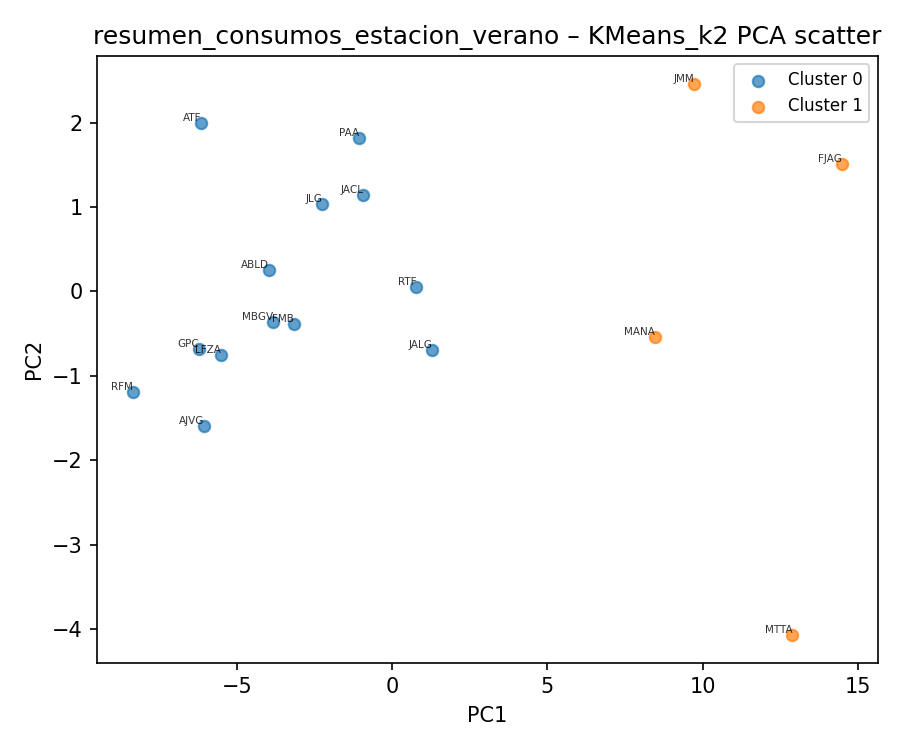 resumen_consumos_estacion_verano – KMeans_k2 PCA scatter
Cluster 0
Cluster 1
JMM
FJAG
ATF
PAA
JACL
JLG
ABLD
RTF
MBGV
JALG
MANA
GPC
LFZA
RFM
AJVG
MTTA
2
1
0
−1
−2
−3
−4
PC2
−5
0
5
10
15
PC1